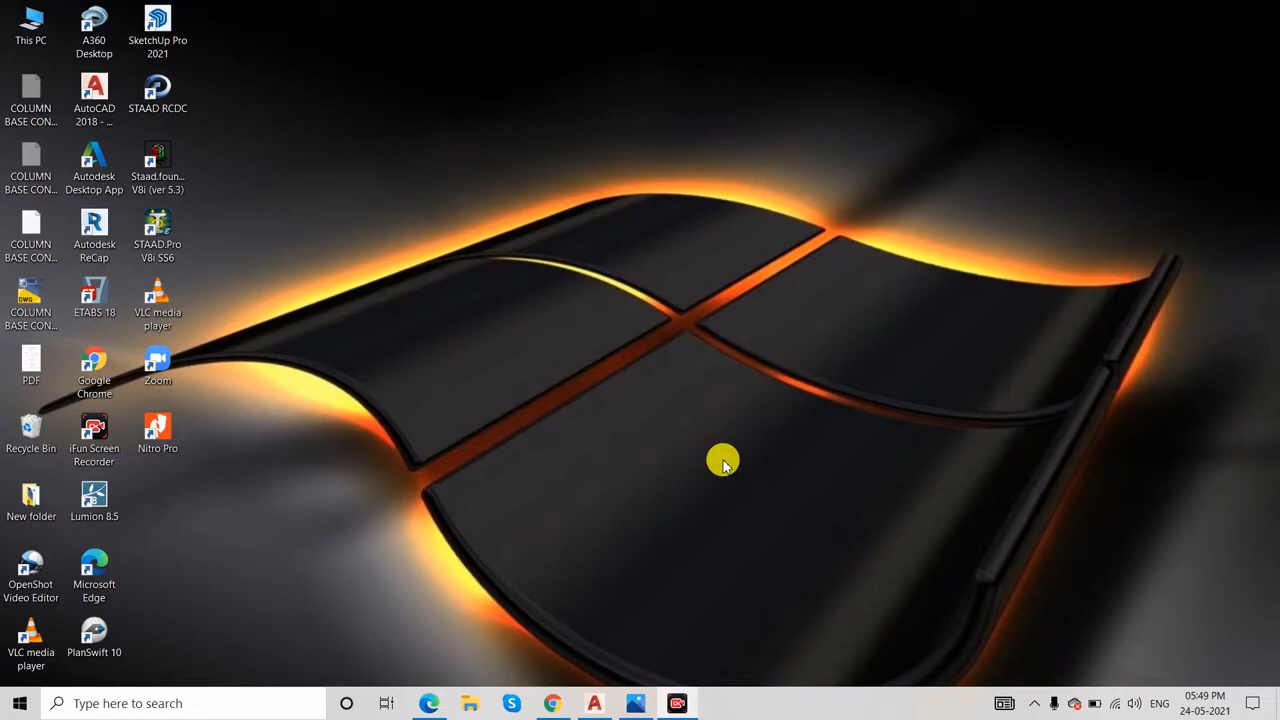 This PC
A360
Desktop
SketchUp Pro
2021
COLUMN
BASE CON...
AutoCAD
2018 - ...
STAAD RCDC
COLUMN
BASE CON...
Autodesk
Desktop App
Staad.foun...
V8i (ver 5.3)
COLUMN
BASE CON...
Autodesk
ReCap
STAAD.Pro
V8i SS6
DWG
COLUMN
BASE CON...
ETABS 18
VLC media
player
PDF
Google
Chrome
Zoom
Recycle Bin
iFun Screen
Recorder
Nitro Pro
New folder
Lumion 8.5
OpenShot
Video Editor
Microsoft
Edge
VLC media
player
PlanSwift 10
Type here to search
ENG
05:49 PM
24-05-2021